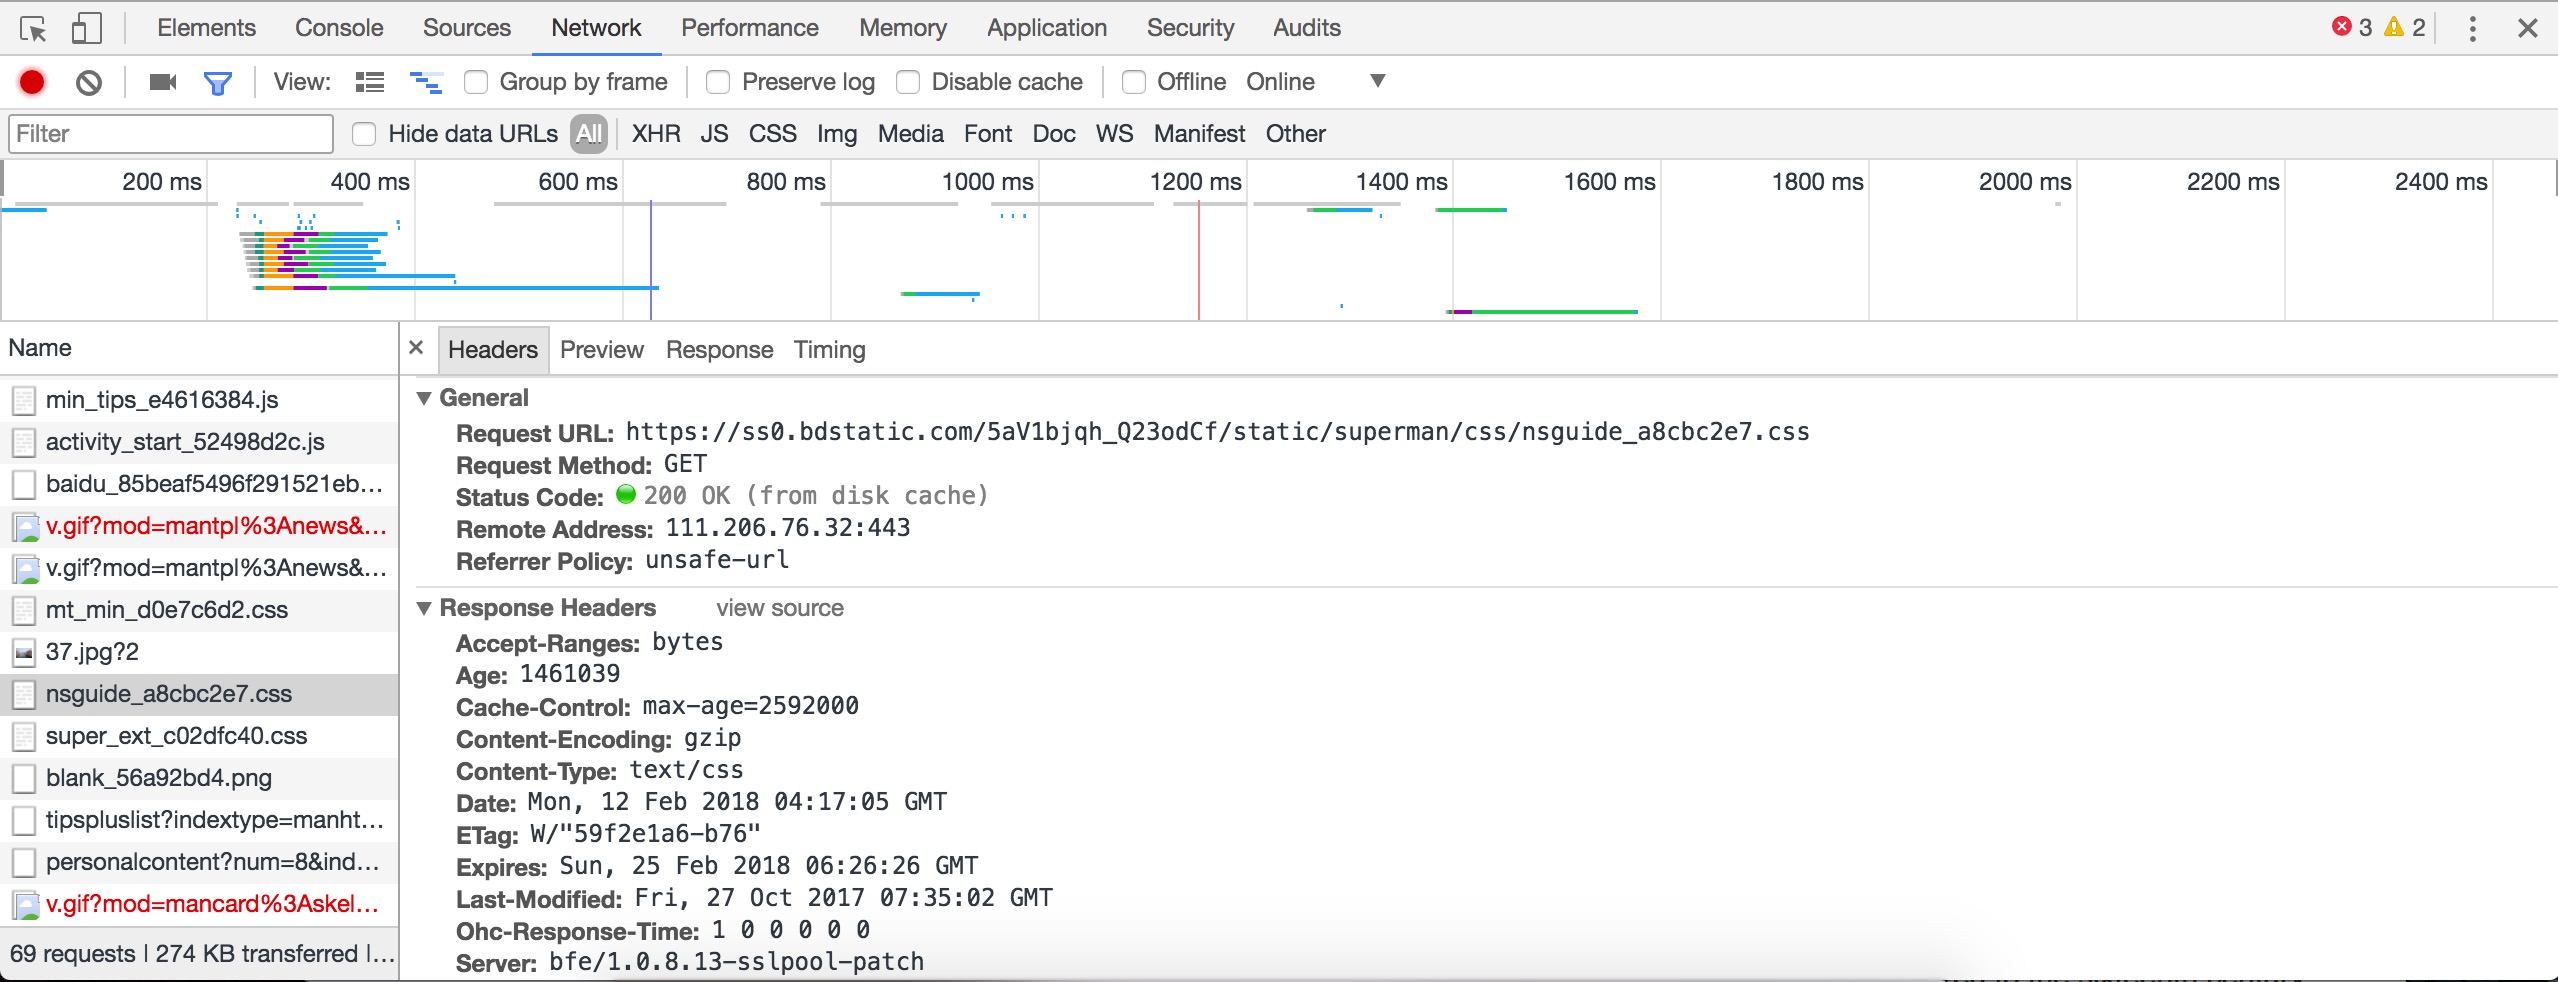 Elements Console Sources Network Performance Memory Application Security Audits 3 2
View: Group by frame Preserve log Disable cache Offline Online
Filter Hide data URLs All XHR JS CSS Img Media Font Doc WS Manifest Other
200 ms 400 ms 600 ms 800 ms 1000 ms 1200 ms 1400 ms 1600 ms 1800 ms 2000 ms 2200 ms 2400 ms
Name
min_tips_e4616384.js
activity_start_52498d2c.js
baidu_85beaf5496f291521eb...
v.gif?mod=mantpl%3Anews&...
v.gif?mod=mantpl%3Anews&...
mt_min_d0e7c6d2.css
37.jpg?2
nsguide_a8cbc2e7.css
super_ext_c02dfc40.css
blank_56a92bd4.png
tipspluslist?indextype=manht...
personalcontent?num=8&ind...
v.gif?mod=mancard%3Askel...
69 requests | 274 KB transferred |...
Headers Preview Response Timing
General
Request URL: https://ss0.bdstatic.com/5aV1bjqh_Q23odCf/static/superman/css/nsguide_a8cbc2e7.css
Request Method: GET
Status Code: 200 OK (from disk cache)
Remote Address: 111.206.76.32:443
Referrer Policy: unsafe-url
Response Headers view source
Accept-Ranges: bytes
Age: 1461039
Cache-Control: max-age=2592000
Content-Encoding: gzip
Content-Type: text/css
Date: Mon, 12 Feb 2018 04:17:05 GMT
ETag: W/"59f2e1a6-b76"
Expires: Sun, 25 Feb 2018 06:26:26 GMT
Last-Modified: Fri, 27 Oct 2017 07:35:02 GMT
Ohc-Response-Time: 1 0 0 0 0 0
Server: bfe/1.0.8.13-sslpool-patch